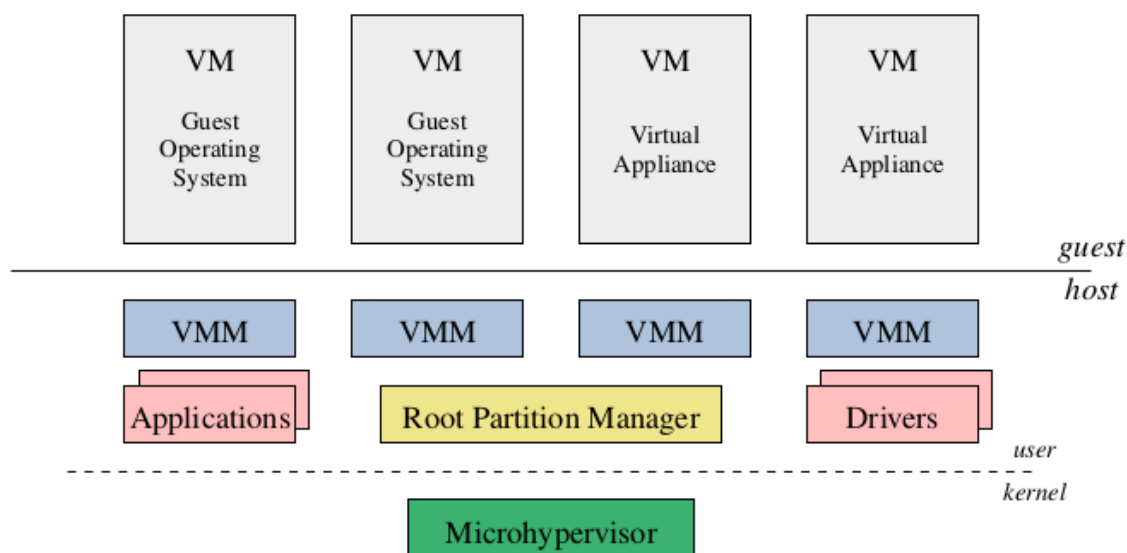 VM
Guest
Operating
System
VM
Guest
Operating
System
VM
Virtual
Appliance
VM
Virtual
Appliance
guest
host
VMM
VMM
VMM
VMM
Applications
Root Partition Manager
Drivers
user
kernel
Microhypervisor